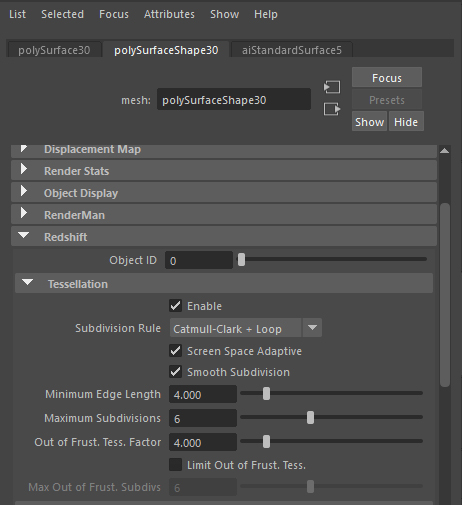 List Selected Focus Attributes Show Help
polySurface30 polySurfaceShape30 aiStandardSurface5
Focus
mesh: polySurfaceShape30
Presets
Show Hide
Displacement Map
Render Stats
Object Display
RenderMan
Redshift
Object ID 0
Tessellation
Enable
Subdivision Rule Catmull-Clark + Loop
Screen Space Adaptive
Smooth Subdivision
Minimum Edge Length 4.000
Maximum Subdivisions 6
Out of Frust. Tess. Factor 4.000
Limit Out of Frust. Tess.
Max Out of Frust. Subdivs 6